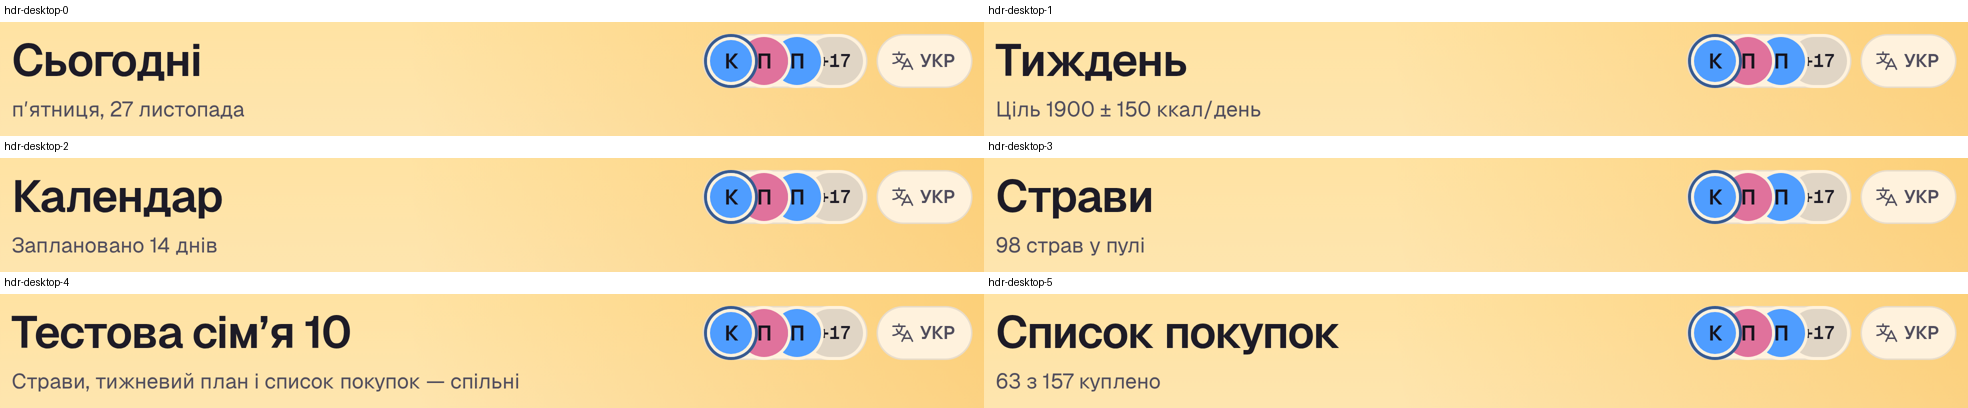 hdr-desktop-0
Сьогодні
К П П +17 УКР
п'ятниця, 27 листопада
hdr-desktop-1
Тиждень
К П П +17 УКР
Ціль 1900 ± 150 ккал/день
hdr-desktop-2
Календар
К П П +17 УКР
Заплановано 14 днів
hdr-desktop-3
Страви
К П П +17 УКР
98 страв у пулі
hdr-desktop-4
Тестова сім’я 10
К П П +17 УКР
Страви, тижневий план і список покупок — спільні
hdr-desktop-5
Список покупок
К П П +17 УКР
63 з 157 куплено